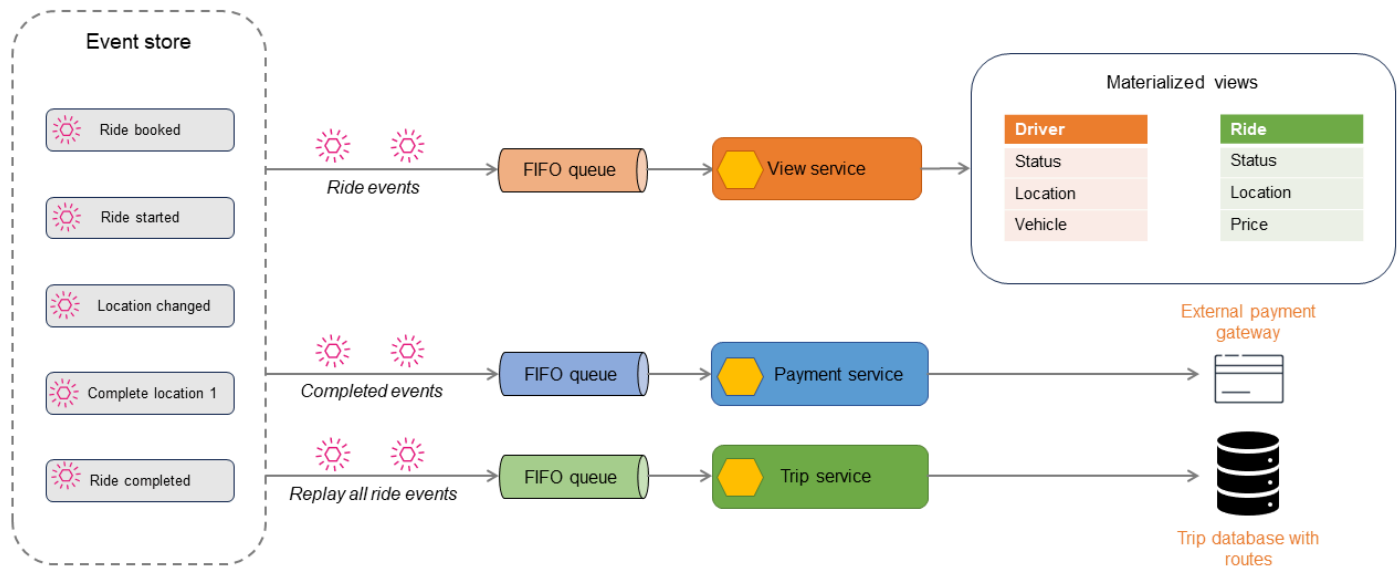 Event store
Ride booked
Ride started
Location changed
Complete location 1
Ride completed
Ride events
FIFO queue
View service
Materialized views
Driver
Status
Location
Vehicle
Ride
Status
Location
Price
Completed events
FIFO queue
Payment service
External payment
gateway
Replay all ride events
FIFO queue
Trip service
Trip database with
routes